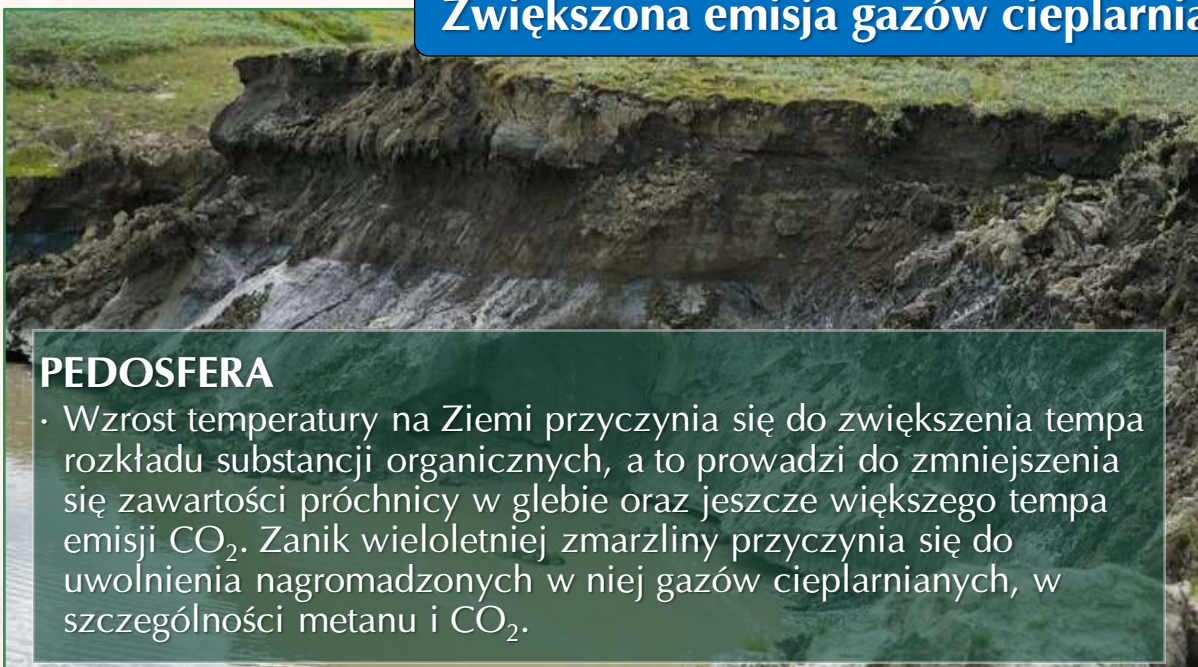 Zwiększona emisja gazów
PEDOSFERA
· Wzrost temperatury na Ziemi przyczynia się do zwiększenia tempa
rozkładu substancji organicznych, a to prowadzi do zmniejszenia
się zawartości próchnicy w glebie oraz jeszcze większego tempa
emisji CO₂. Zanik wieloletniej zmarzliny przyczynia się do
uwolnienia nagromadzonych w niej gazów cieplarnianych, w
szczególności metanu i CO₂.